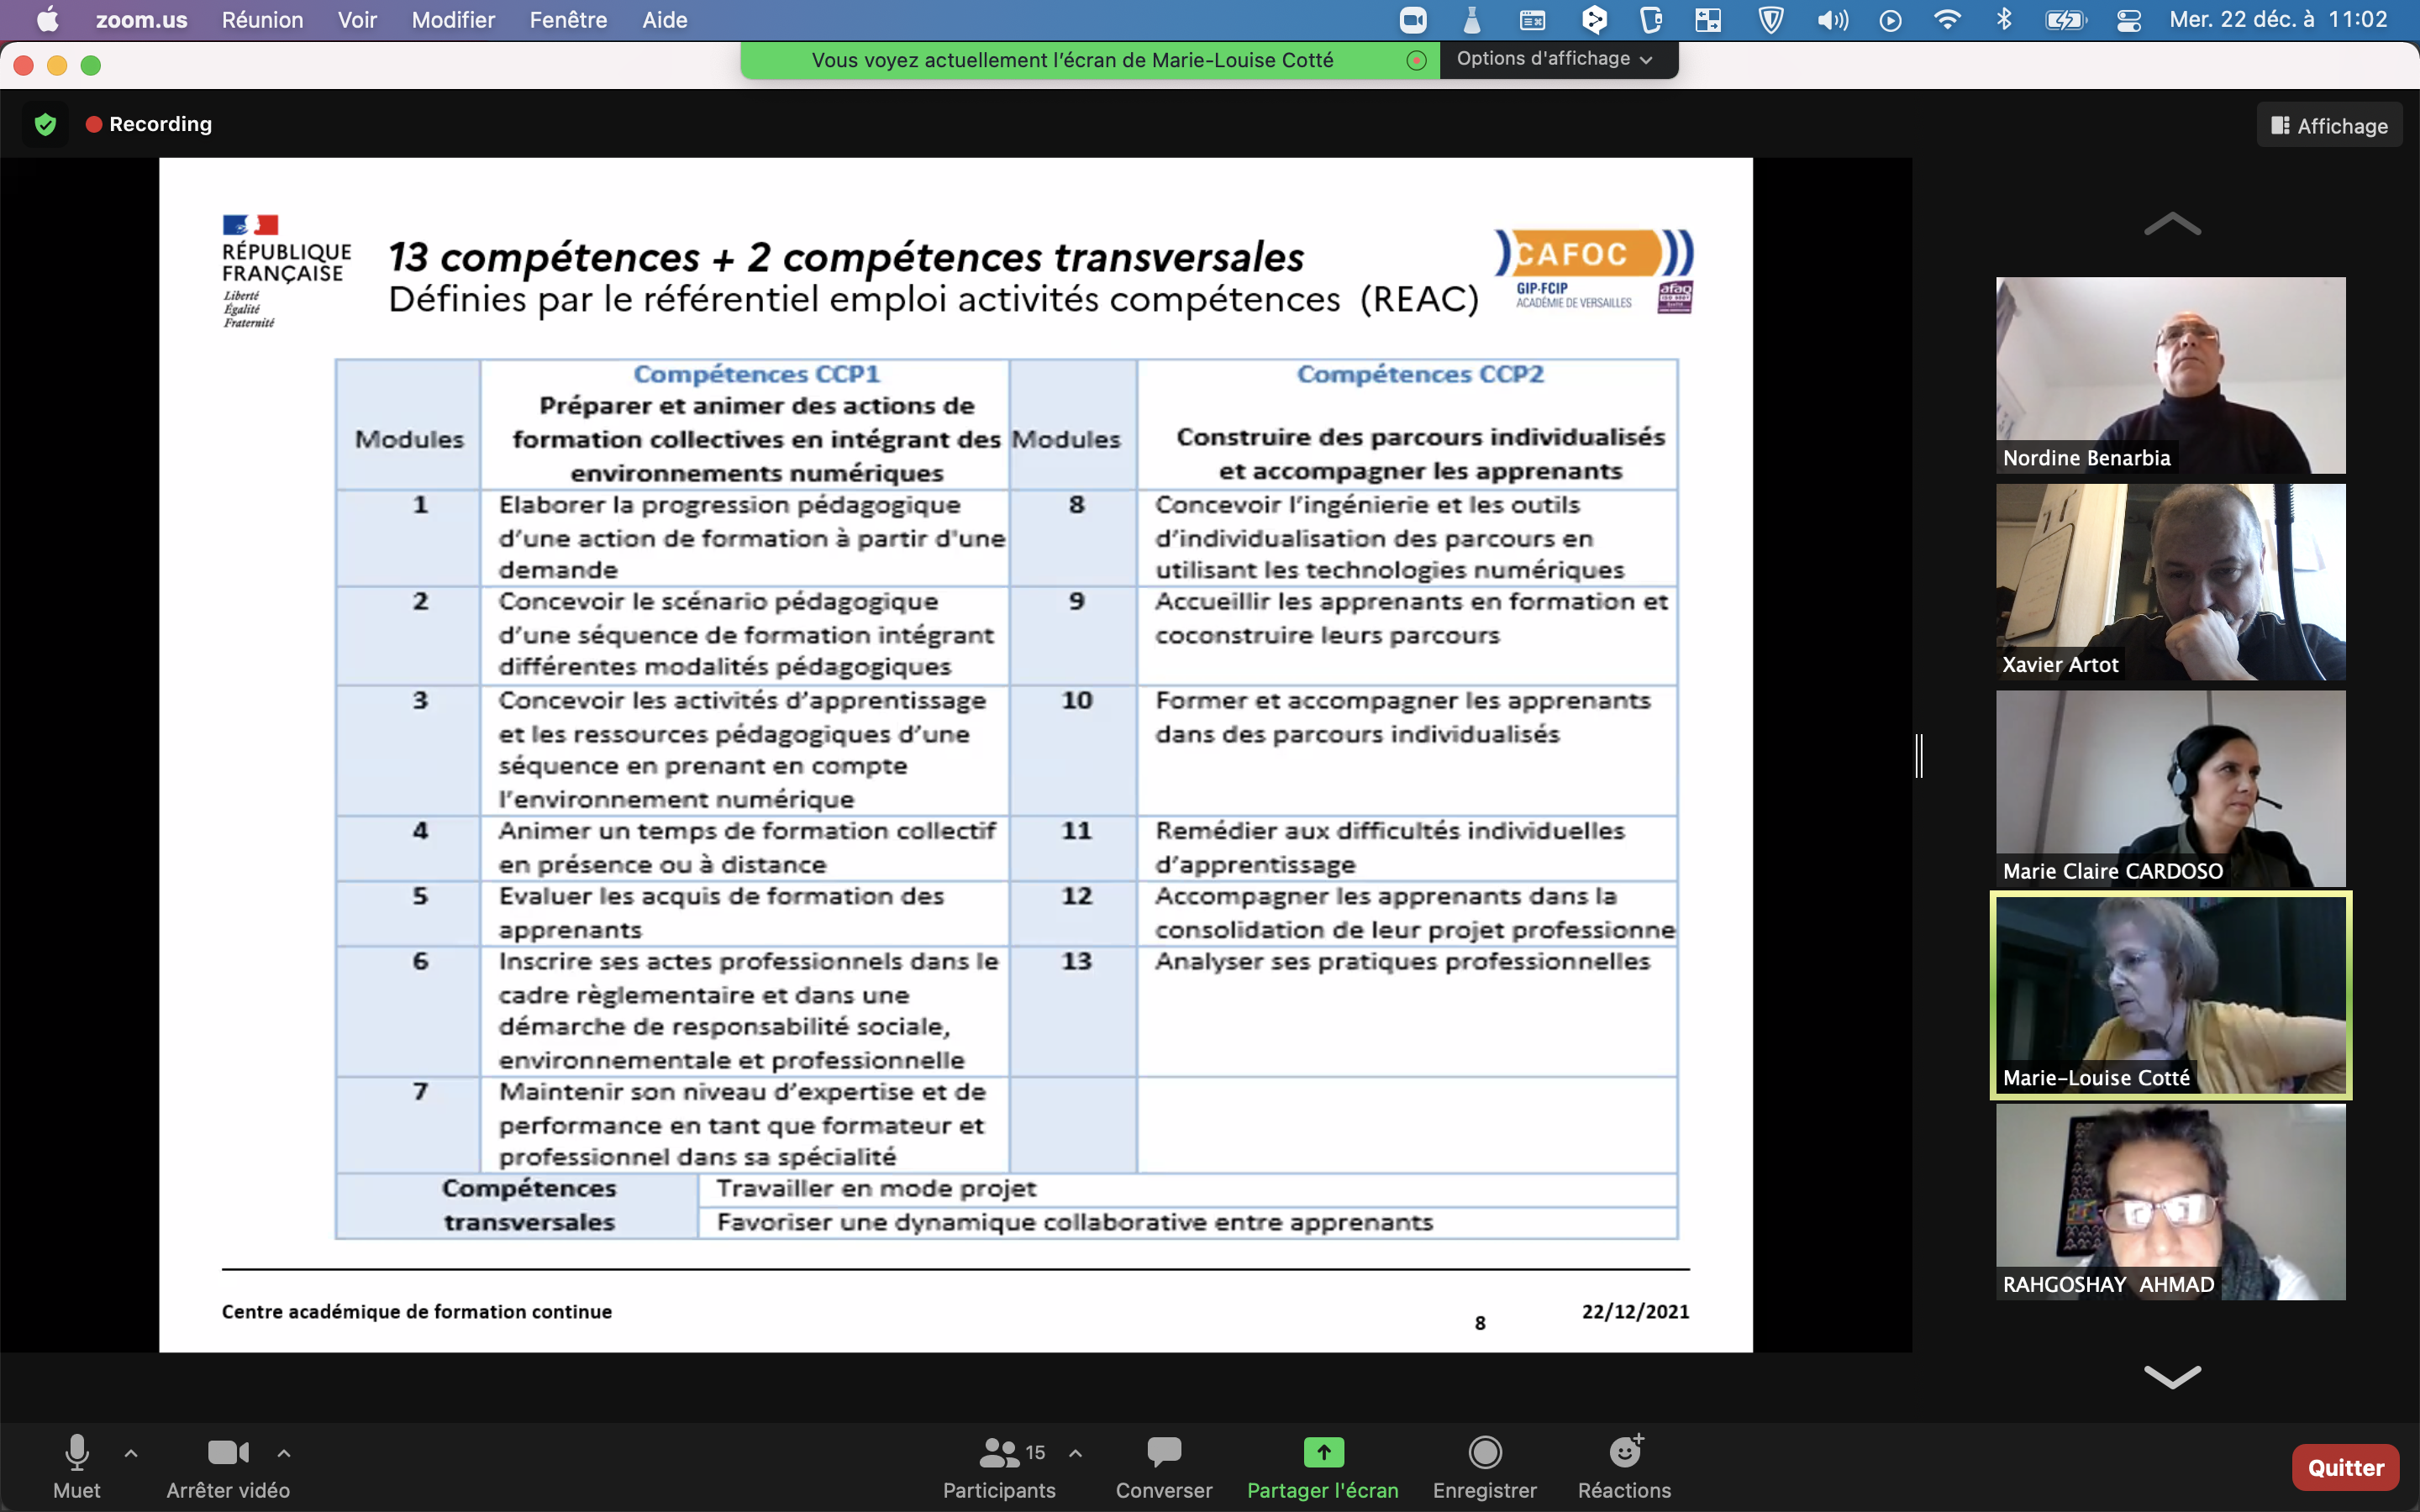 zoom.us Réunion Voir Modifier Fenêtre Aide Mer. 22 déc. à 11:02
Vous voyez actuellement l'écran de Marie-Louise Cotté Options d'affichage
Recording
Affichage
RÉPUBLIQUE
FRANÇAISE
Liberté
Égalité
Fraternité
13 compétences + 2 compétences transversales
Définies par le référentiel emploi activités compétences (REAC)
CAFOC
GIP-FCIP
ACADÉMIE DE VERSAILLES
afaq
Modules
Compétences CCP1
Préparer et animer des actions de
formation collectives en intégrant des
environnements numériques
Modules
Compétences CCP2
Construire des parcours individualisés
et accompagner les apprenants
1
Elaborer la progression pédagogique
d'une action de formation à partir d'une
demande
8
Concevoir l'ingénierie et les outils
d'individualisation des parcours en
utilisant les technologies numériques
2
Concevoir le scénario pédagogique
d'une séquence de formation intégrant
différentes modalités pédagogiques
9
Accueillir les apprenants en formation et
coconstruire leurs parcours
3
Concevoir les activités d'apprentissage
et les ressources pédagogiques d'une
séquence en prenant en compte
l'environnement numérique
10
Former et accompagner les apprenants
dans des parcours individualisés
4
Animer un temps de formation collectif
en présence ou à distance
11
Remédier aux difficultés individuelles
d'apprentissage
5
Evaluer les acquis de formation des
apprenants
12
Accompagner les apprenants dans la
consolidation de leur projet professionne
6
Inscrire ses actes professionnels dans le
cadre règlementaire et dans une
démarche de responsabilité sociale,
environnementale et professionnelle
13
Analyser ses pratiques professionnelles
7
Maintenir son niveau d'expertise et de
performance en tant que formateur et
professionnel dans sa spécialité
Compétences
transversales
Travailler en mode projet
Favoriser une dynamique collaborative entre apprenants
Centre académique de formation continue
8
22/12/2021
Nordine Benarbia
Xavier Artot
Marie Claire CARDOSO
Marie-Louise Cotté
RAHGOSHAY AHMAD
Muet
Arrêter vidéo
15
Participants
Converser
Partager l'écran
Enregistrer
Réactions
Quitter